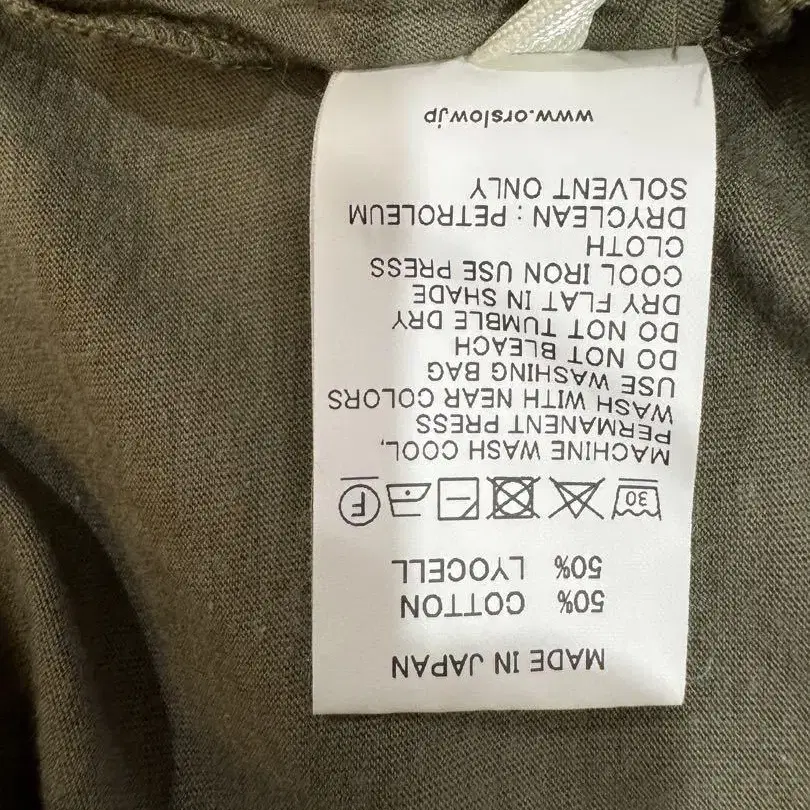 MADE IN JAPAN
50% COTTON
50% LYOCELL
30
F
MACHINE WASH COOL,
PERMANENT PRESS
WASH WITH NEAR COLORS
USE WASHING BAG
DO NOT BLEACH
DO NOT TUMBLE DRY
DRY FLAT IN SHADE
COOL IRON USE PRESS
CLOTH
DRYCLEAN : PETROLEUM
SOLVENT ONLY
www.orslow.jp